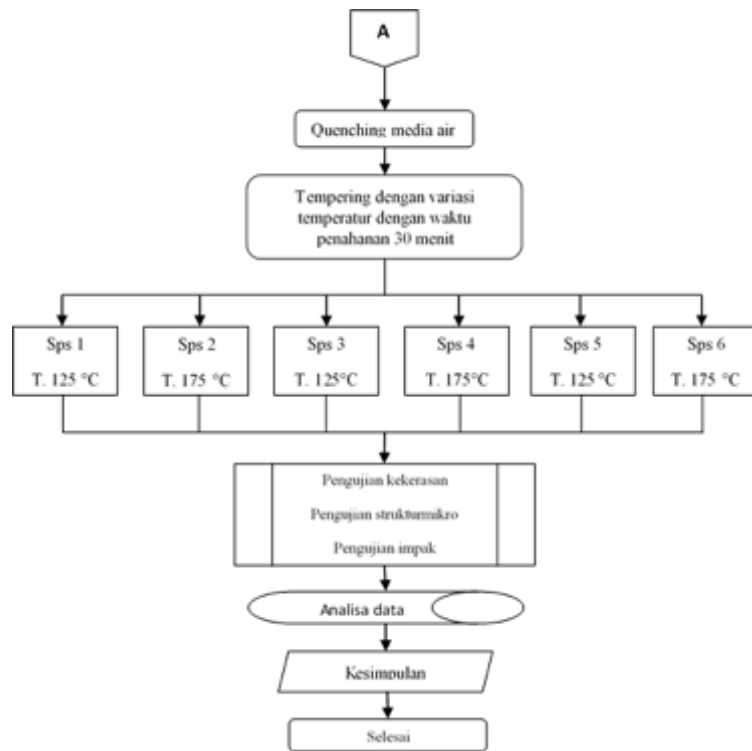 A
Quenching media air
Tempering dengan variasi
temperatur dengan waktu
penahanan 30 menit
Sps 1
T. 125 °C
Sps 2
T. 175 °C
Sps 3
T. 125°C
Sps 4
T. 175°C
Sps 5
T. 125 °C
Sps 6
T. 175 °C
Pengujian kekerasan
Pengujian strukturmikro
Pengujian impak
Analisa data
Kesimpulan
Selesai